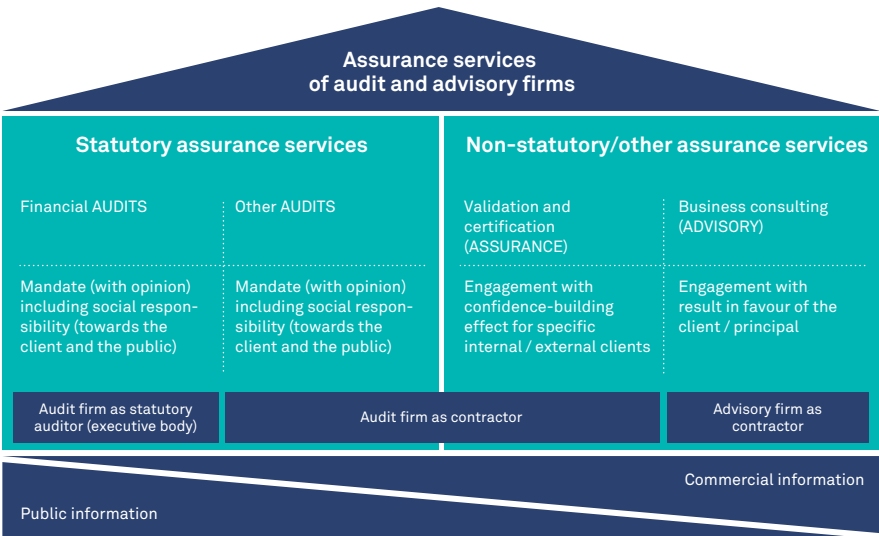 Assurance services
of audit and advisory firms
Statutory assurance services
Non-statutory/other assurance services
Financial AUDITS
Other AUDITS
Validation and
certification
(ASSURANCE)
Business consulting
(ADVISORY)
Mandate (with opinion)
including social respon-
sibility (towards the
client and the public)
Mandate (with opinion)
including social respon-
sibility (towards the
client and the public)
Engagement with
confidence-building
effect for specific
internal / external clients
Engagement with
result in favour of the
client / principal
Audit firm as statutory
auditor (executive body)
Audit firm as contractor
Advisory firm as
contractor
Commercial information
Public information